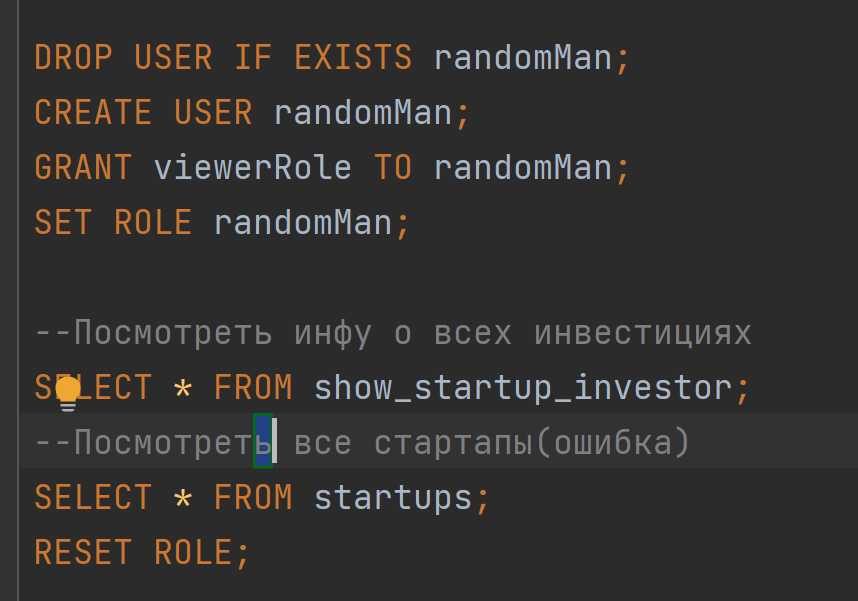 DROP USER IF EXISTS randomMan;
CREATE USER randomMan;
GRANT viewerRole TO randomMan;
SET ROLE randomMan;
--Посмотреть инфу о всех инвестициях
SELECT * FROM show_startup_investor;
--Посмотреть все стартапы(ошибка)
SELECT * FROM startups;
RESET ROLE;